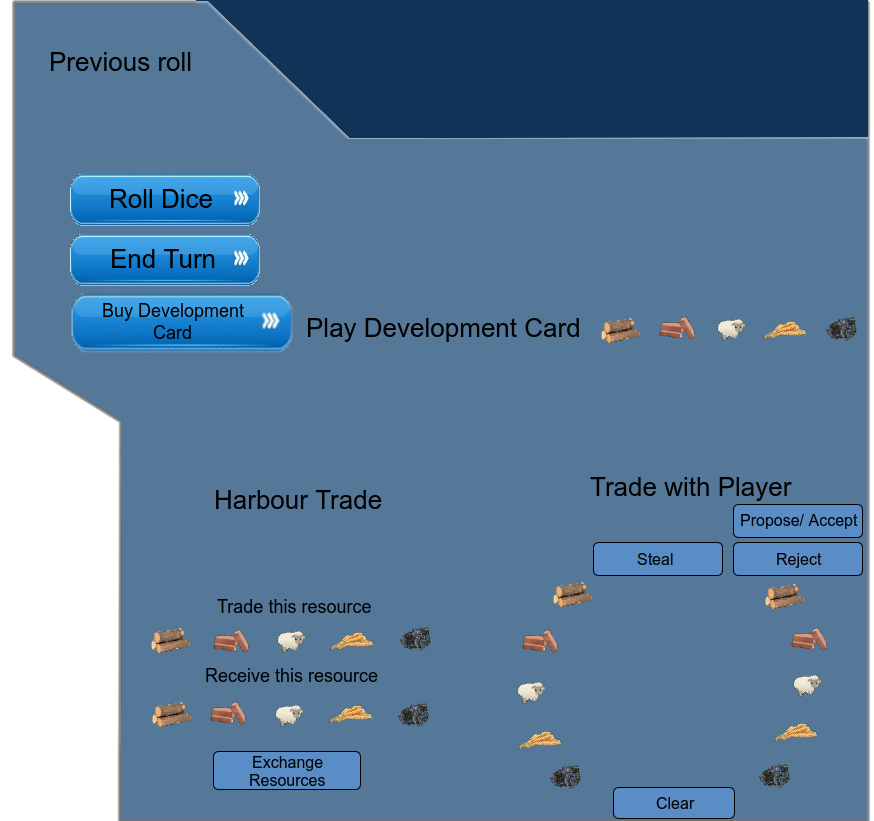 Previous roll
Roll Dice
End Turn
Buy Development
Card
Play Development Card
Harbour Trade
Trade with Player
Propose/ Accept
Steal
Reject
Trade this resource
Receive this resource
Exchange
Resources
Clear